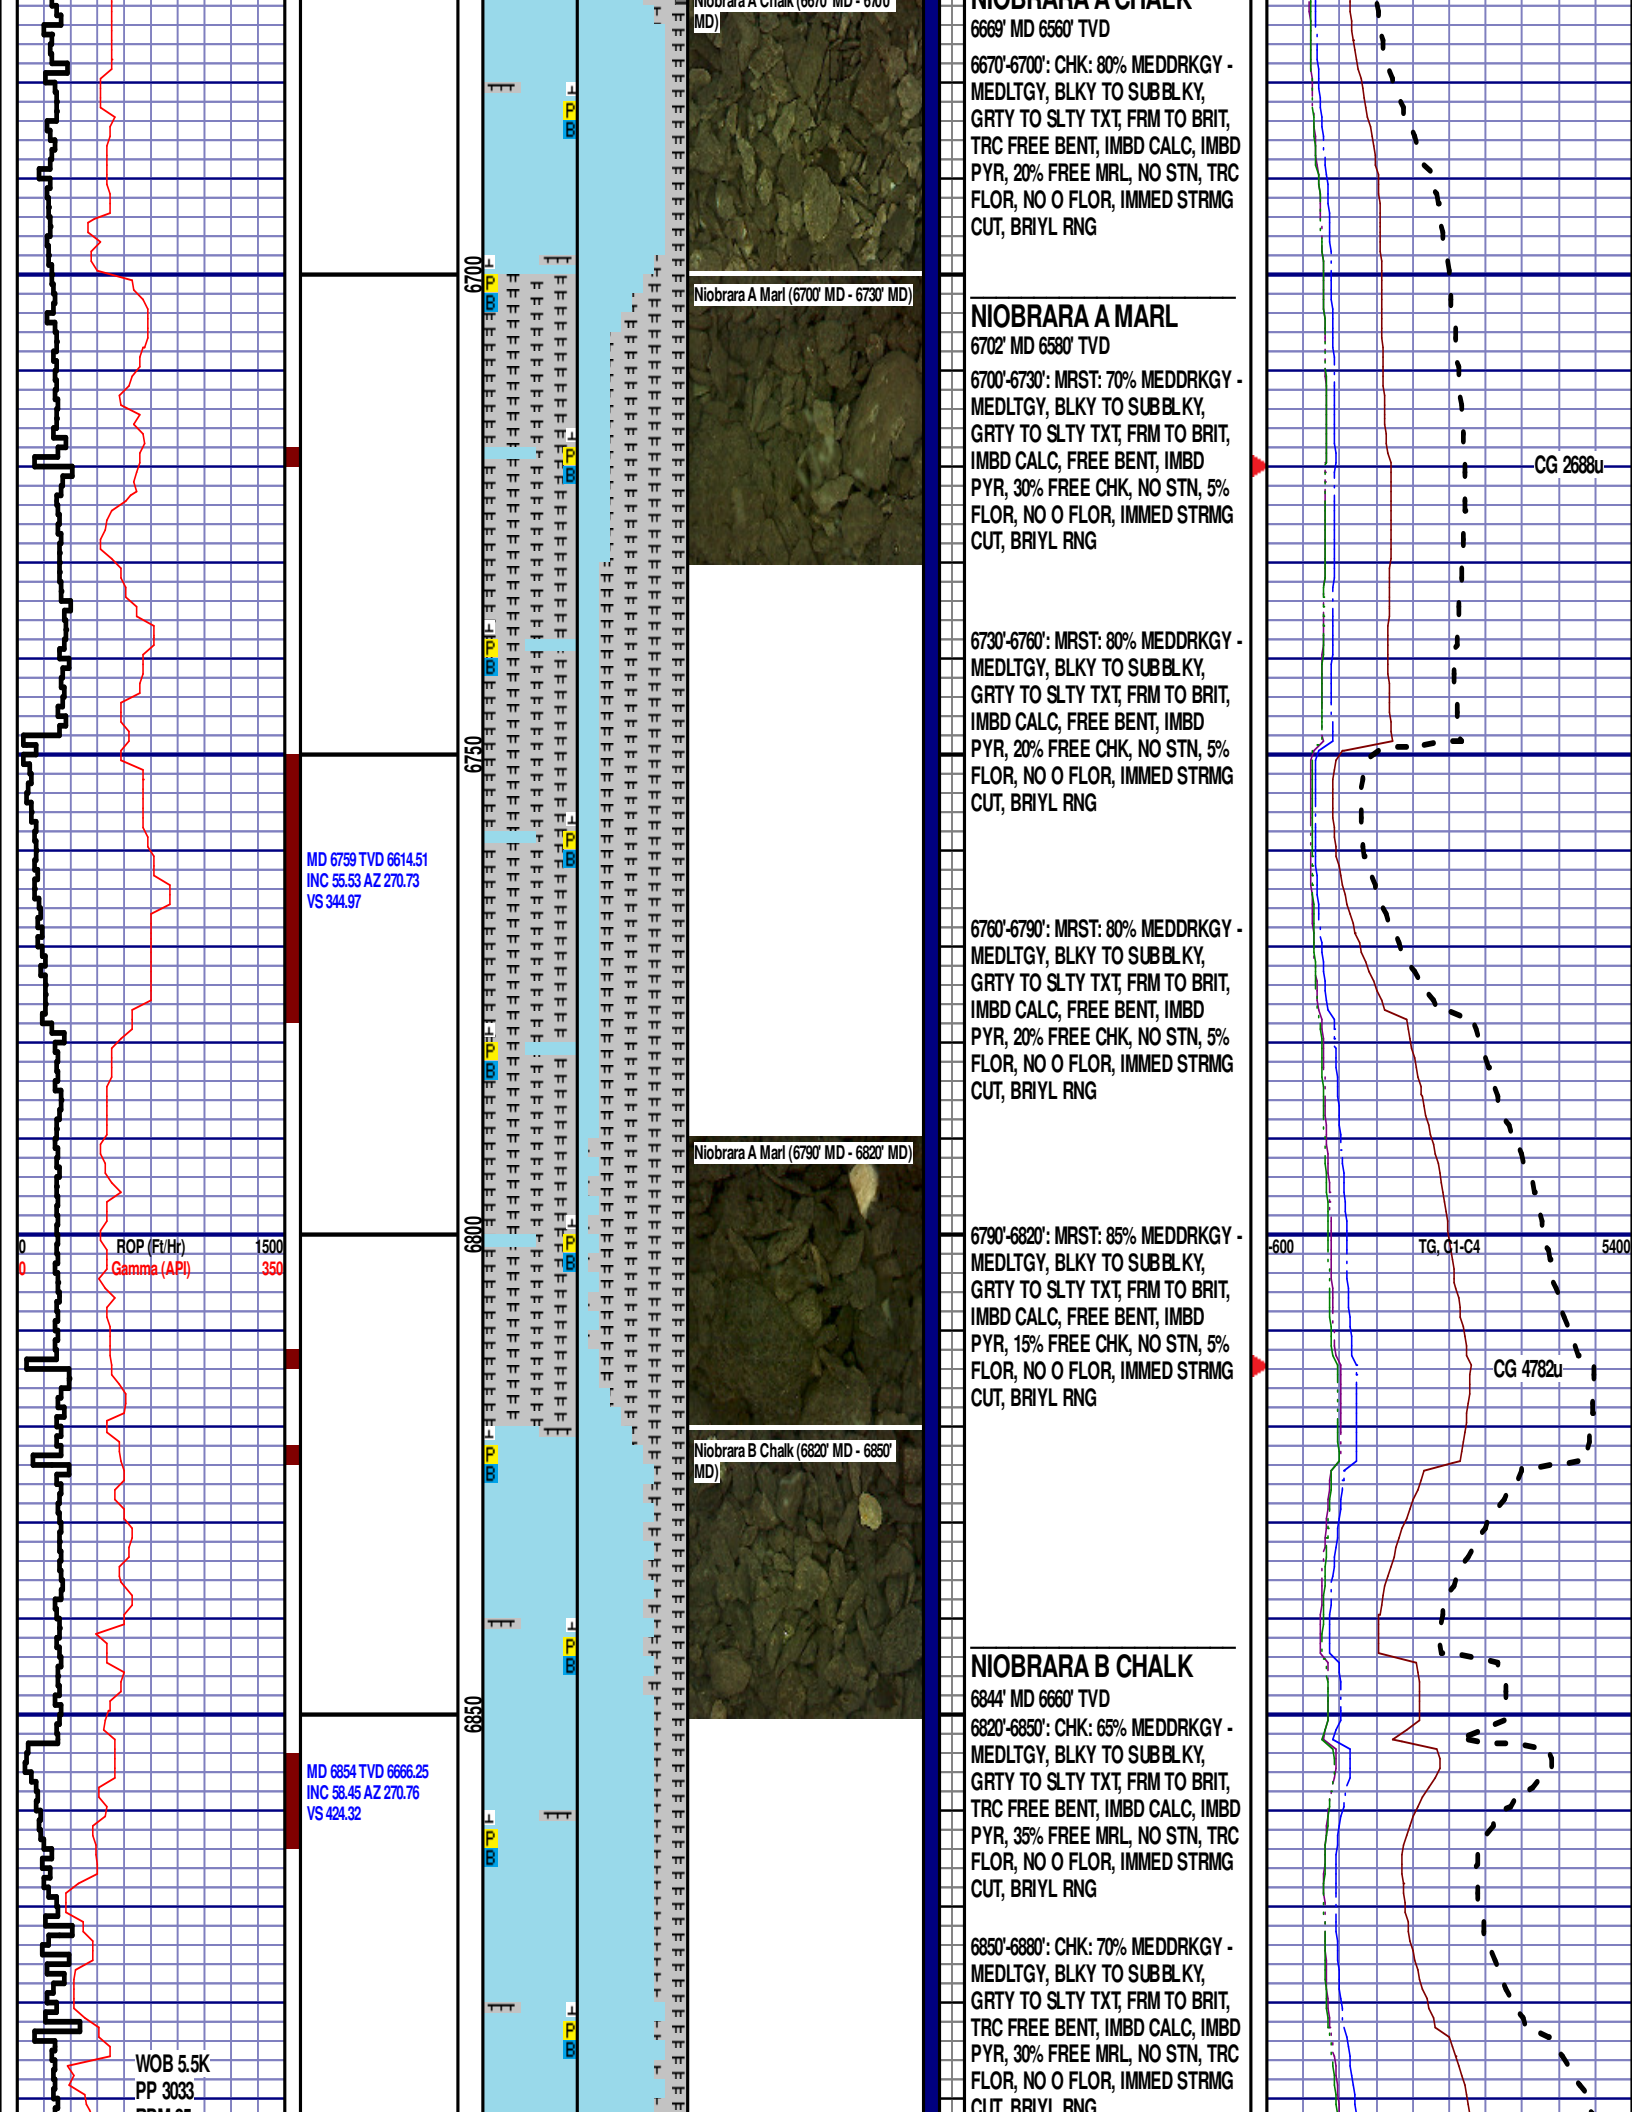 Niobrara A Chalk (6670' MD - 6700'
MD)
NIOBRARA A CHALK
6669' MD 6560' TVD
6670'-6700': CHK: 80% MEDDRKGY -
MEDLTGY, BLKY TO SUBBLKY,
GRTY TO SLTY TXT, FRM TO BRIT,
TRC FREE BENT, IMBD CALC, IMBD
PYR, 20% FREE MRL, NO STN, TRC
FLOR, NO O FLOR, IMMED STRMG
CUT, BRIYL RNG
P
B
6700
P
B
Niobrara A Marl (6700' MD - 6730' MD)
NIOBRARA A MARL
6702' MD 6580' TVD
6700'-6730': MRST: 70% MEDDRKGY -
MEDLTGY, BLKY TO SUBBLKY,
GRTY TO SLTY TXT, FRM TO BRIT,
IMBD CALC, FREE BENT, IMBD
PYR, 30% FREE CHK, NO STN, 5%
FLOR, NO O FLOR, IMMED STRMG
CUT, BRIYL RNG
P
B
CG 2688u
6730'-6760': MRST: 80% MEDDRKGY -
MEDLTGY, BLKY TO SUBBLKY,
GRTY TO SLTY TXT, FRM TO BRIT,
IMBD CALC, FREE BENT, IMBD
PYR, 20% FREE CHK, NO STN, 5%
FLOR, NO O FLOR, IMMED STRMG
CUT, BRIYL RNG
P
B
6750
P
B
MD 6759 TVD 6614.51
INC 55.53 AZ 270.73
VS 344.97
6760'-6790': MRST: 80% MEDDRKGY -
MEDLTGY, BLKY TO SUBBLKY,
GRTY TO SLTY TXT, FRM TO BRIT,
IMBD CALC, FREE BENT, IMBD
PYR, 20% FREE CHK, NO STN, 5%
FLOR, NO O FLOR, IMMED STRMG
CUT, BRIYL RNG
P
B
Niobrara A Marl (6790' MD - 6820' MD)
6800
P
B
0 ROP (Ft/Hr) 1500
0 Gamma (API) 350
6790'-6820': MRST: 85% MEDDRKGY -
MEDLTGY, BLKY TO SUBBLKY,
GRTY TO SLTY TXT, FRM TO BRIT,
IMBD CALC, FREE BENT, IMBD
PYR, 15% FREE CHK, NO STN, 5%
FLOR, NO O FLOR, IMMED STRMG
CUT, BRIYL RNG
-600 TG, C1-C4 5400
CG 4782u
P
B
Niobrara B Chalk (6820' MD - 6850'
MD)
P
B
NIOBRARA B CHALK
6844' MD 6660' TVD
6820'-6850': CHK: 65% MEDDRKGY -
MEDLTGY, BLKY TO SUBBLKY,
GRTY TO SLTY TXT, FRM TO BRIT,
TRC FREE BENT, IMBD CALC, IMBD
PYR, 35% FREE MRL, NO STN, TRC
FLOR, NO O FLOR, IMMED STRMG
CUT, BRIYL RNG
6850
MD 6854 TVD 6666.25
INC 58.45 AZ 270.76
VS 424.32
P
B
6850'-6880': CHK: 70% MEDDRKGY -
MEDLTGY, BLKY TO SUBBLKY,
GRTY TO SLTY TXT, FRM TO BRIT,
TRC FREE BENT, IMBD CALC, IMBD
PYR, 30% FREE MRL, NO STN, TRC
FLOR, NO O FLOR, IMMED STRMG
CUT, BRIYL RNG
P
B
WOB 5.5K
PP 3033